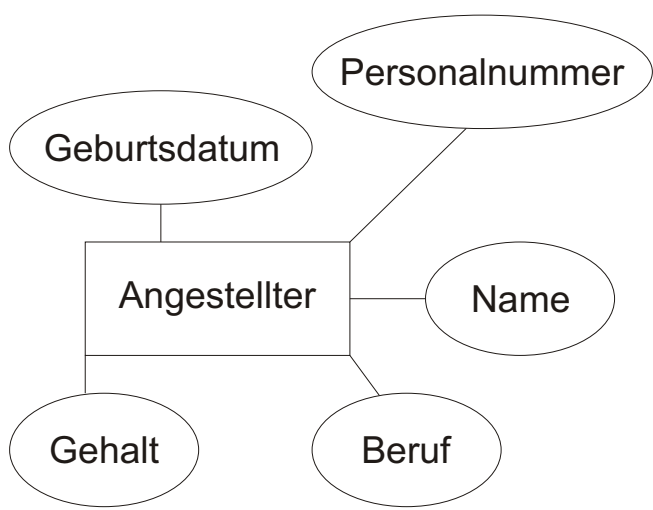 Personalnummer
Geburtsdatum
Angestellter
Name
Gehalt
Beruf